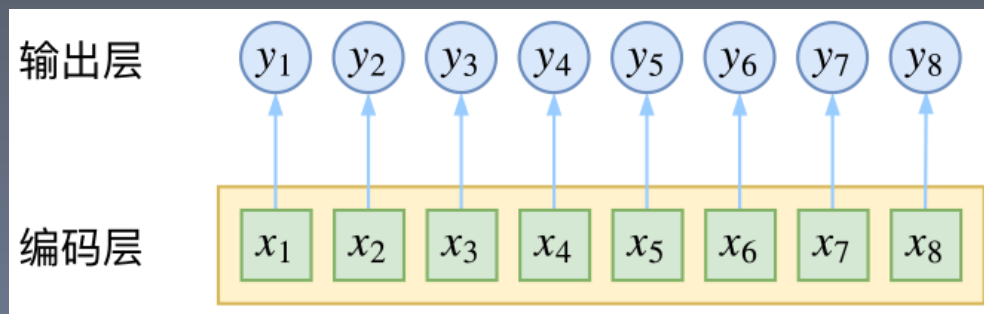 输出层 y₁ y₂ y₃ y₄ y₅ y₆ y₇ y₈
编码层 x₁ x₂ x₃ x₄ x₅ x₆ x₇ x₈